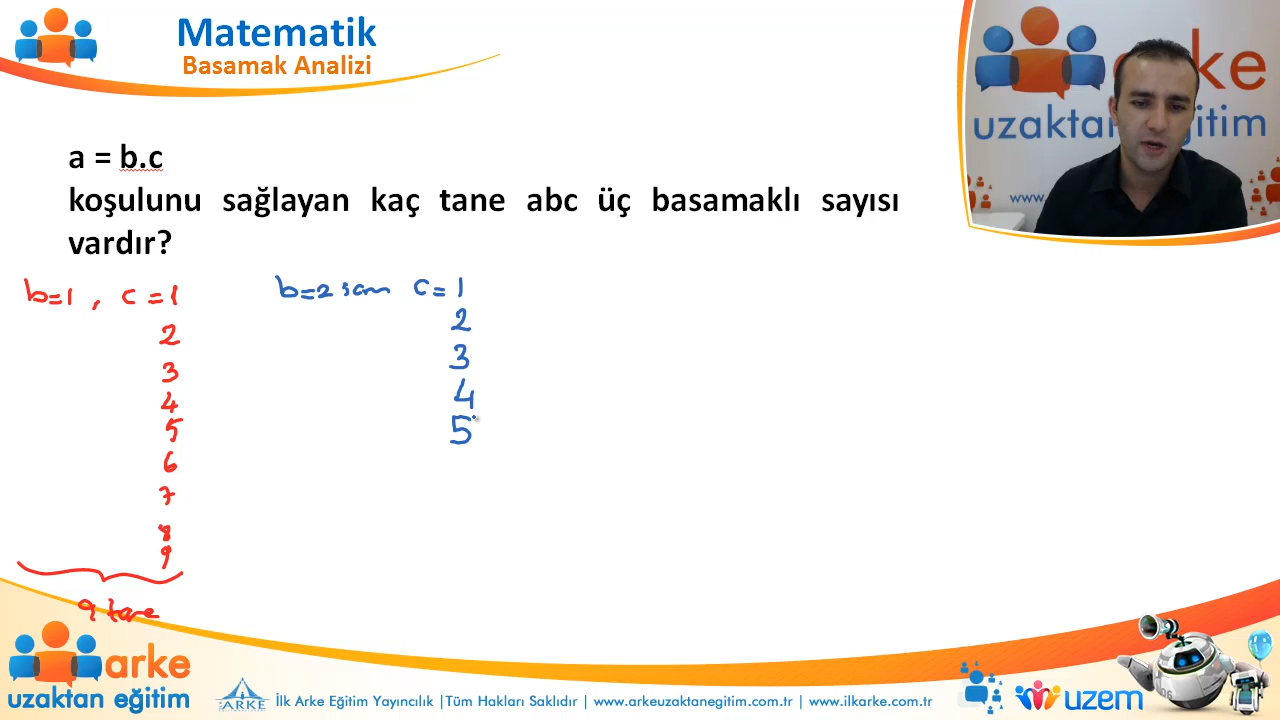 Matematik
Basamak Analizi
arke
uzaktan eğitim
www.
a = b.c
koşulunu sağlayan kaç tane abc üç basamaklı sayısı
vardır?
b=1 , c =1
2
3
4
5
6
7
8
9
9 tane
b=2 ise c=1
2
3
4
5
arke
uzaktan eğitim
ARKE
İlk Arke Eğitim Yayıncılık |Tüm Hakları Saklıdır | www.arkeuzaktanegitim.com.tr | www.ilkarke.com.tr
uzem